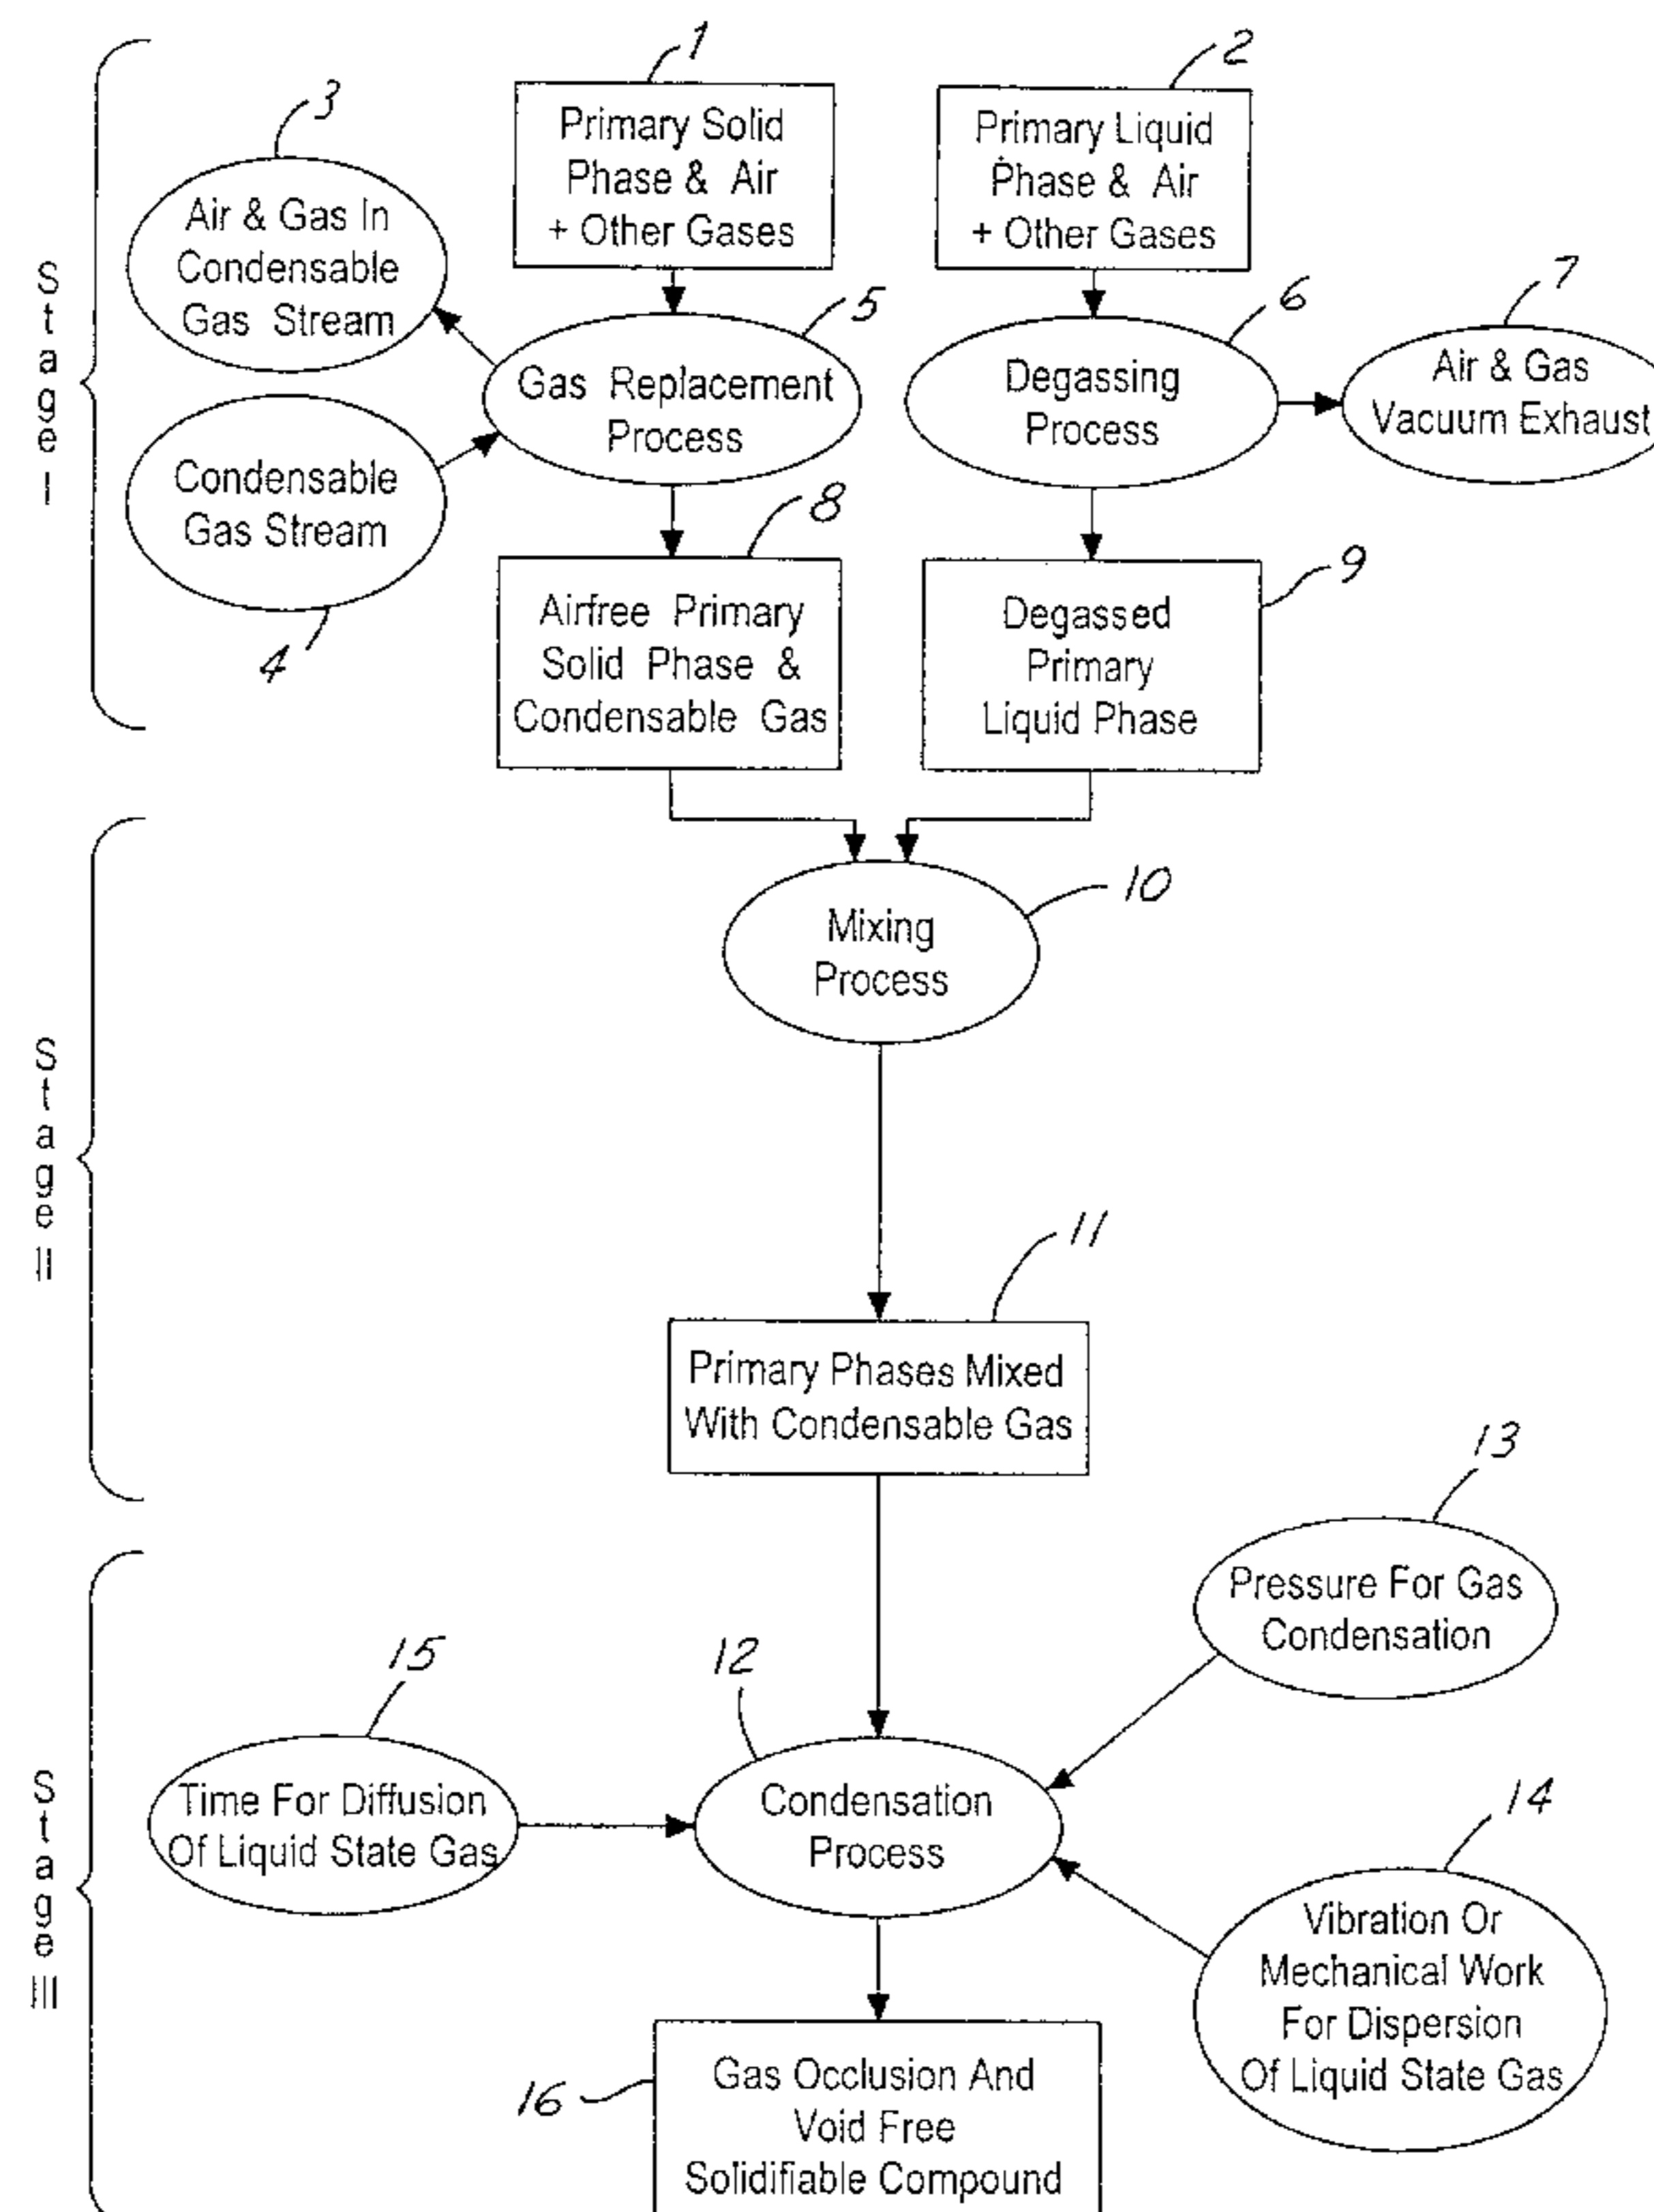 Stage I
1
Primary Solid
Phase & Air
+ Other Gases
2
Primary Liquid
Phase & Air
+ Other Gases
3
Air & Gas In
Condensable
Gas Stream
Condensable
Gas Stream
4
5
Gas Replacement
Process
6
Degassing
Process
7
Air & Gas
Vacuum Exhaust
8
Airfree Primary
Solid Phase &
Condensable Gas
9
Degassed
Primary
Liquid Phase
Stage II
10
Mixing
Process
11
Primary Phases Mixed
With Condensable Gas
Stage III
13
Pressure For Gas
Condensation
15
Time For Diffusion
Of Liquid State Gas
12
Condensation
Process
14
Vibration Or
Mechanical Work
For Dispersion
Of Liquid State Gas
16
Gas Occlusion And
Void Free
Solidifiable Compound